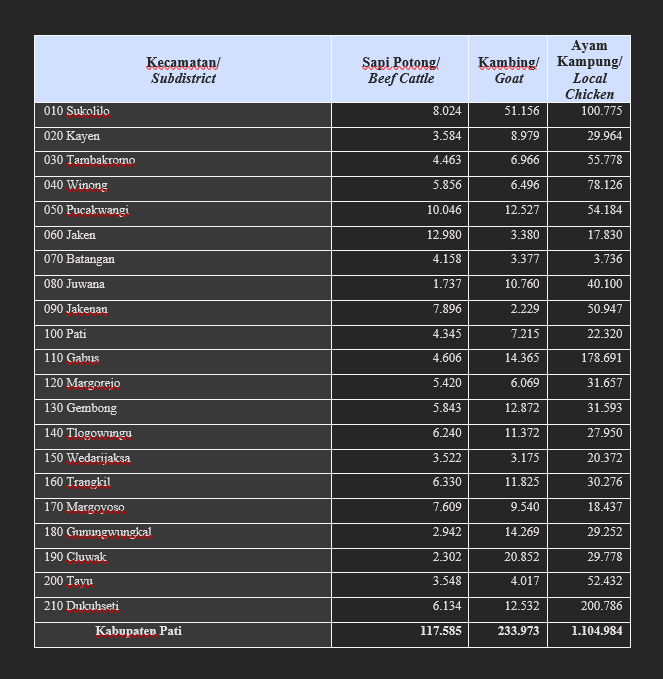 Kecamatan/
Subdistrict
Sapi Potong/
Beef Cattle
Kambing/
Goat
Ayam
Kampung/
Local
Chicken
010 Sukolilo 8.024 51.156 100.775
020 Kayen 3.584 8.979 29.964
030 Tambakromo 4.463 6.966 55.778
040 Winong 5.856 6.496 78.126
050 Pucakwangi 10.046 12.527 54.184
060 Jaken 12.980 3.380 17.830
070 Batangan 4.158 3.377 3.736
080 Juwana 1.737 10.760 40.100
090 Jakenan 7.896 2.229 50.947
100 Pati 4.345 7.215 22.320
110 Gabus 4.606 14.365 178.691
120 Margorejo 5.420 6.069 31.657
130 Gembong 5.843 12.872 31.593
140 Tlogowungu 6.240 11.372 27.950
150 Wedarijaksa 3.522 3.175 20.372
160 Trangkil 6.330 11.825 30.276
170 Margoyoso 7.609 9.540 18.437
180 Gunungwungkal 2.942 14.269 29.252
190 Cluwak 2.302 20.852 29.778
200 Tayu 3.548 4.017 52.432
210 Dukuhseti 6.134 12.532 200.786
Kabupaten Pati 117.585 233.973 1.104.984